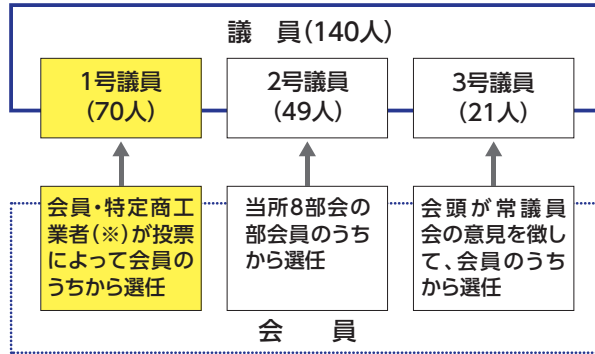 議　員（140人）
1号議員
（70人）
2号議員
（49人）
3号議員
（21人）
会員・特定商工
業者（※）が投票
によって会員の
うちから選任
当所8部会の
部会員のうち
から選任
会頭が常議員
会の意見を徴し
て、会員のうち
から選任
会　員